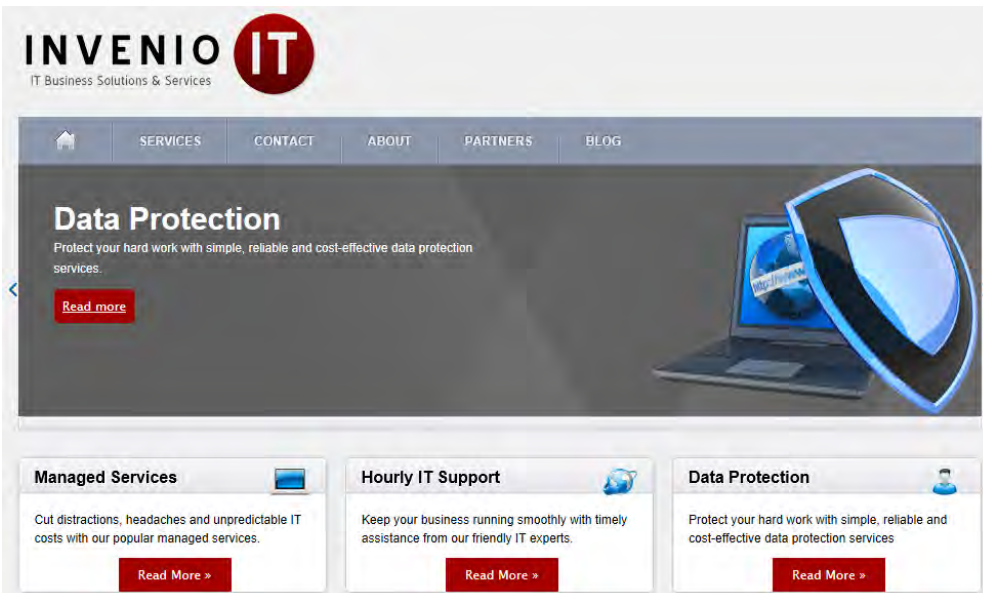 INVENIO IT
IT Business Solutions & Services
SERVICES CONTACT ABOUT PARTNERS BLOG
Data Protection
Protect your hard work with simple, reliable and cost-effective data protection
services.
Read more
Managed Services
Cut distractions, headaches and unpredictable IT
costs with our popular managed services.
Read More »
Hourly IT Support
Keep your business running smoothly with timely
assistance from our friendly IT experts.
Read More »
Data Protection
Protect your hard work with simple, reliable and
cost-effective data protection services
Read More »